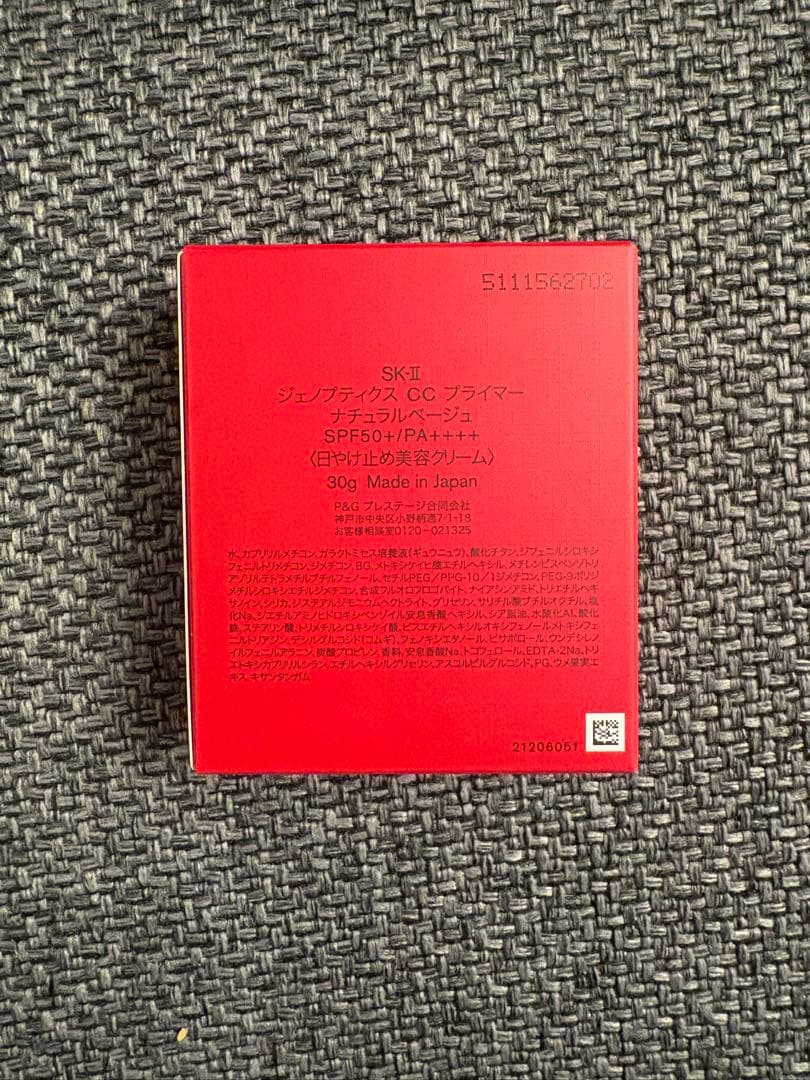 5111562702
SK-II
ジェノプティクス CC プライマー
ナチュラルベージュ
SPF50+/PA++++
〈日やけ止め美容クリーム〉
30g Made in Japan
P&G プレステージ合同会社
神戸市中央区小野柄通7-1-18
お客様相談室0120-021325
水、カプリリルメチコン、ガラクトミセス培養液(ギュウニュウ)、酸化チタン、ジフェニルシロキシ
フェニルトリメチコン、ジメチコン、BG、メトキシケイヒ酸エチルヘキシル、メチレンビスベンゾトリ
アゾリルテトラメチルブチルフェノール、セチルPEG/PPG-10/1ジメチコン、PEG-9ポリジ
メチルシロキシエチルジメチコン、合成フルオロフロゴパイト、ナイアシンアミド、トリエチルヘキ
サノイン、シリカ、ジステアルジモニウムヘクトライト、グリセリン、サリチル酸ブチルオクチル、塩
化Na、ジエチルアミノヒドロキシベンゾイル安息香酸ヘキシル、シア脂油、水酸化Al、酸化
鉄、ステアリン酸、トリメチルシロキシケイ酸、ビスエチルヘキシルオキシフェノールメトキシフェ
ニルトリアジン、デシルグルコシド(コムギ)、フェノキシエタノール、ビサボロール、ウンデシレノ
イルフェニルアラニン、炭酸プロピレン、香料、安息香酸Na、トコフェロール、EDTA-2Na、トリ
エトキシカプリリルシラン、エチルヘキシルグリセリン、アスコルビルグルコシド、PG、ウメ果実エ
キス、キサンタンガム
21206051